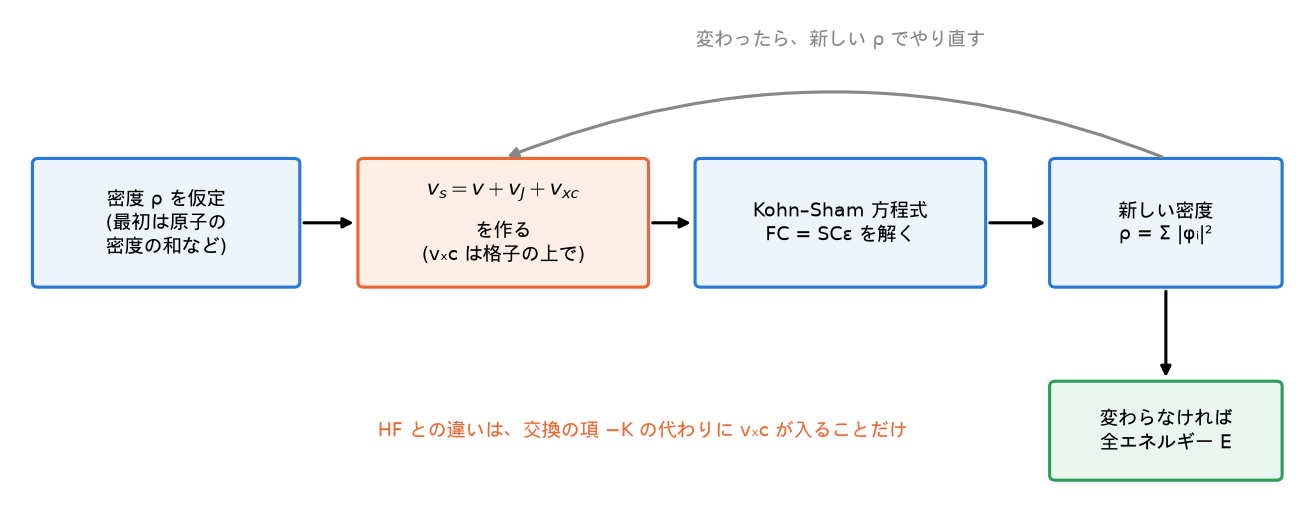 変わったら、新しい ρ でやり直す
密度 ρ を仮定
(最初は原子の
密度の和など)
v_s = v + v_J + v_{xc}
を作る
(vₓc は格子の上で)
Kohn–Sham 方程式
FC = SCε を解く
新しい密度
ρ = Σ |φᵢ|²
変わらなければ
全エネルギー E
HF との違いは、交換の項 −K の代わりに vₓc が入ることだけ